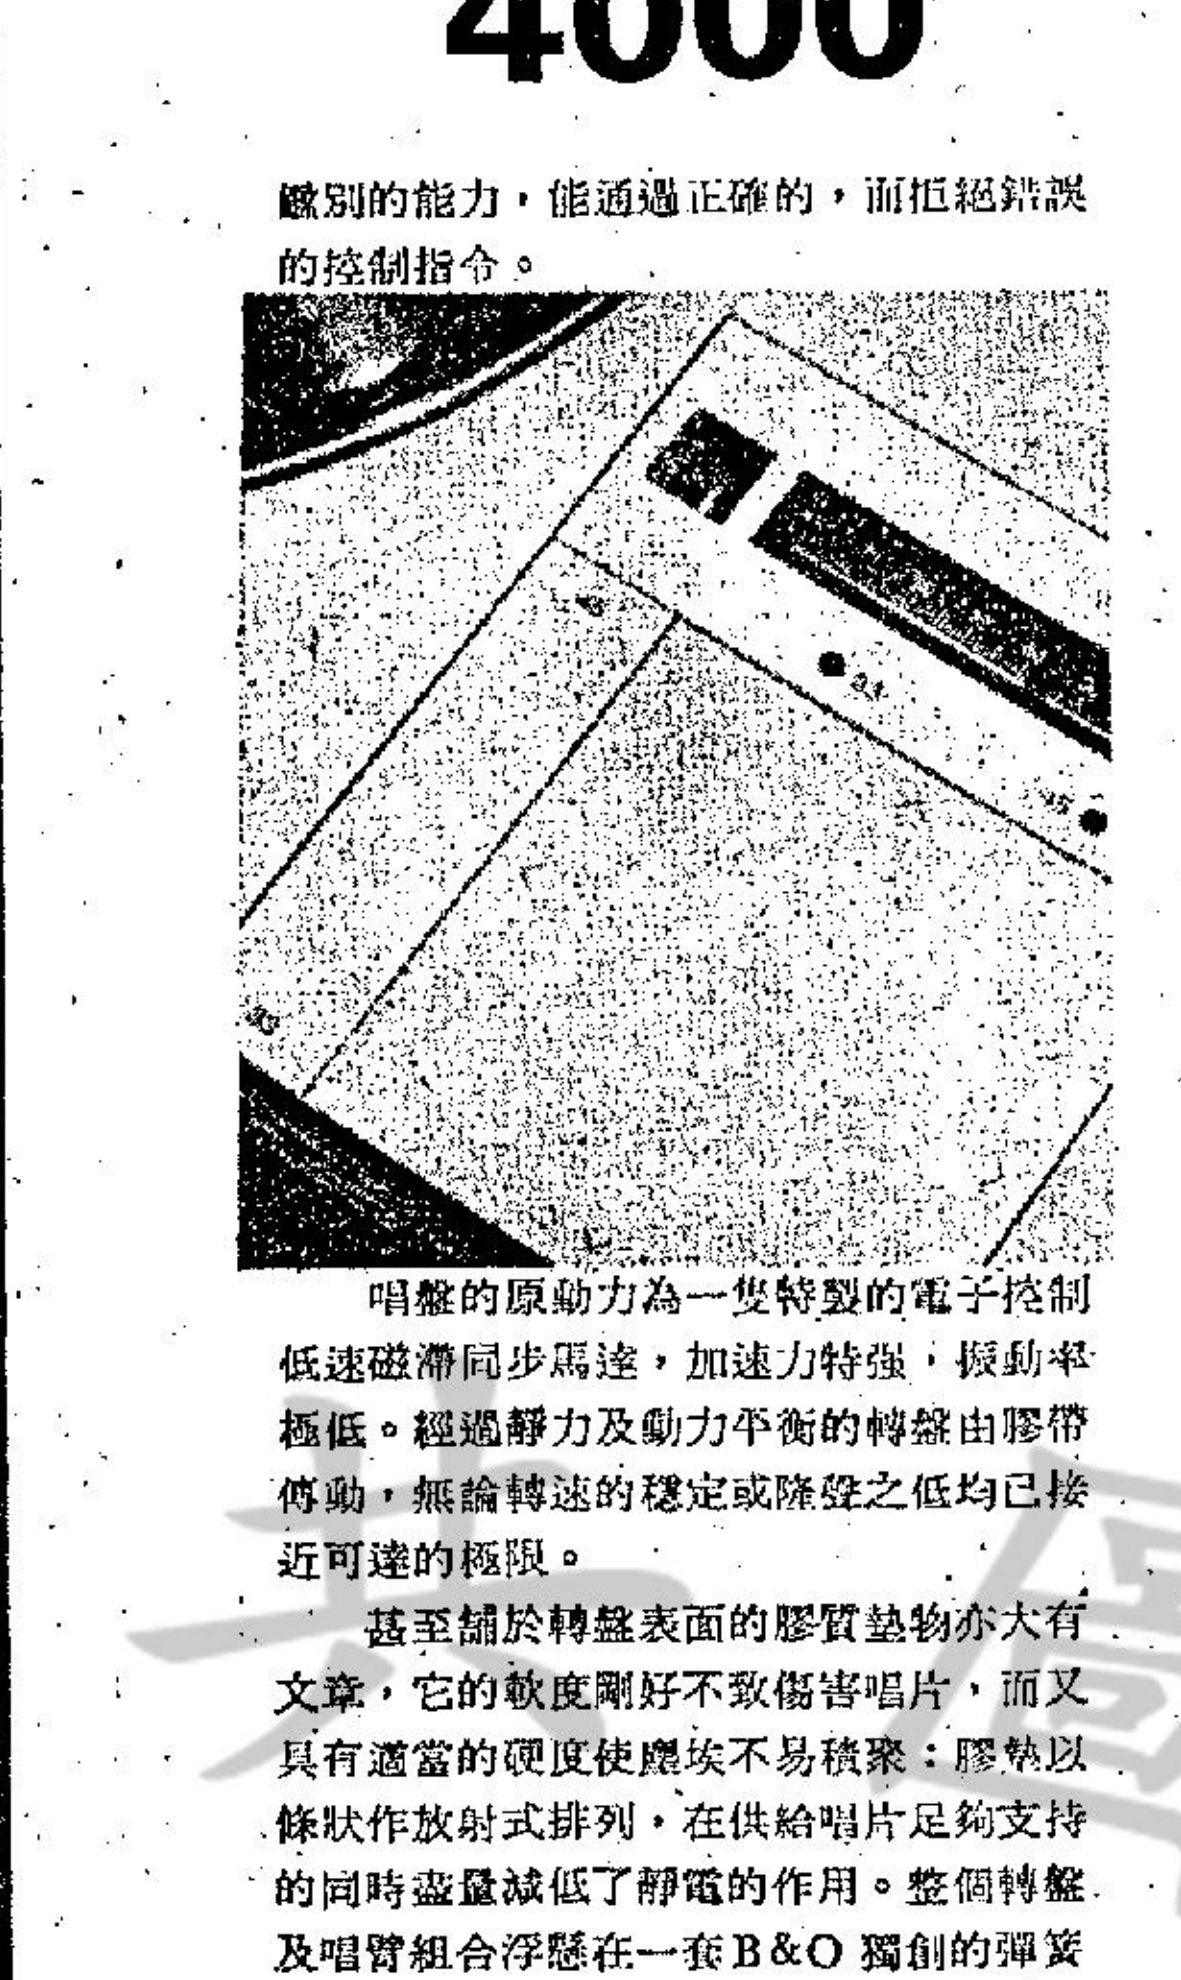 4000
鑑別的能力，能通過正確的，而拒絕錯誤
的控制指令。
33
45
唱盤的原動力為一隻特製的電子控制
低速磁滯同步馬達，加速力特强，振動率
極低。經過靜力及動力平衡的轉盤由膠帶
傳動，無論轉速的穩定或隆聲之低均已接
近可達的極限。
甚至舖於轉盤表面的膠質墊物亦大有
文章，它的軟度剛好不致傷害唱片，而又
具有適當的硬度使塵埃不易積聚：膠墊以
條狀作放射式排列，在供給唱片足夠支持
的同時盡量減低了靜電的作用。整個轉盤
及唱臂組合浮懸在一套B&O 獨創的彈簧
共
圖